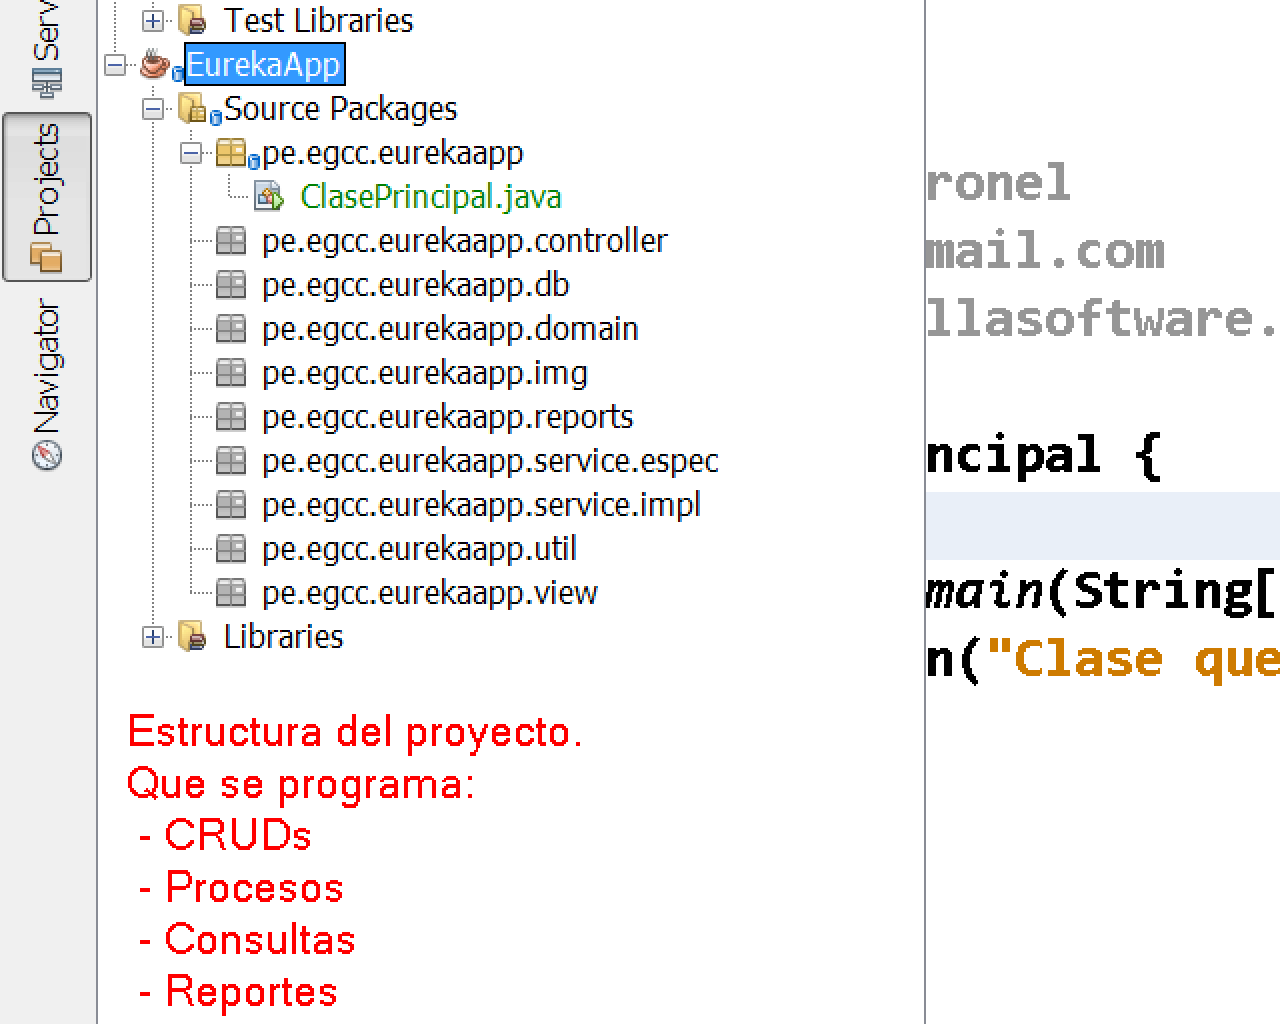 Serv
Projects
Navigator
Test Libraries
EurekaApp
Source Packages
pe.egcc.eurekaapp
ClasePrincipal.java
pe.egcc.eurekaapp.controller
pe.egcc.eurekaapp.db
pe.egcc.eurekaapp.domain
pe.egcc.eurekaapp.img
pe.egcc.eurekaapp.reports
pe.egcc.eurekaapp.service.espec
pe.egcc.eurekaapp.service.impl
pe.egcc.eurekaapp.util
pe.egcc.eurekaapp.view
Libraries
Estructura del proyecto.
Que se programa:
- CRUDs
- Procesos
- Consultas
- Reportes
ronel
mail.com
llasoftware.
ncipal {
main(String[
n("Clase que